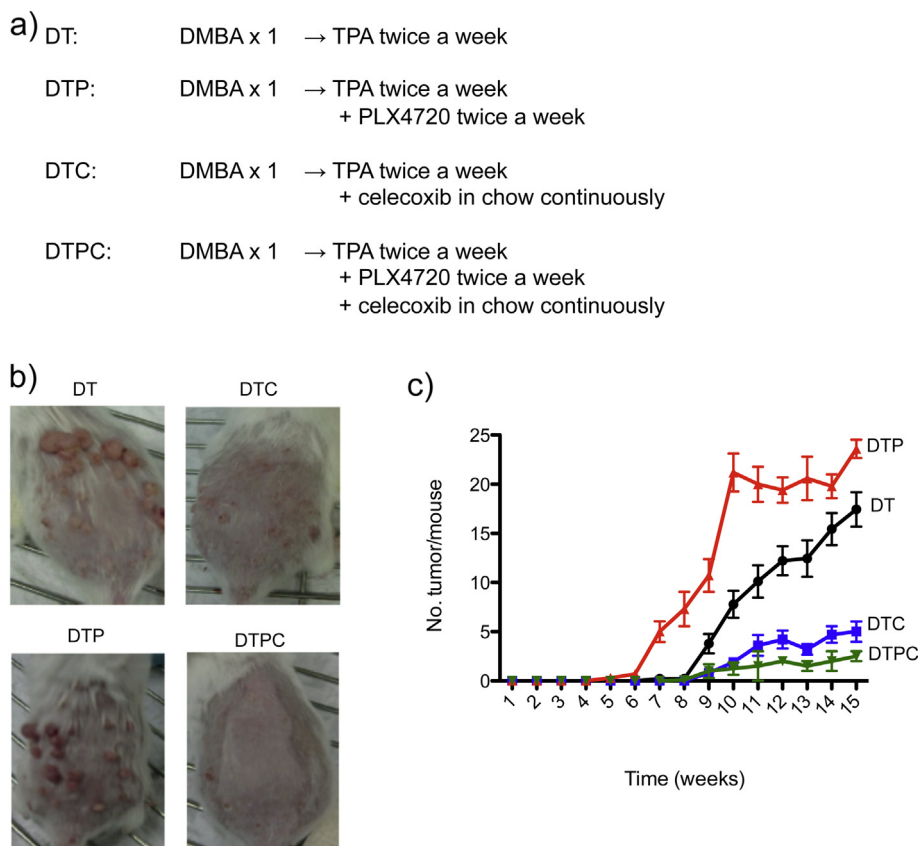 a)
DT: DMBA x 1 → TPA twice a week
DTP: DMBA x 1 → TPA twice a week
+ PLX4720 twice a week
DTC: DMBA x 1 → TPA twice a week
+ celecoxib in chow continuously
DTPC: DMBA x 1 → TPA twice a week
+ PLX4720 twice a week
+ celecoxib in chow continuously
b)
DT
DTC
DTP
DTPC
c)
No. tumor/mouse
25
20
15
10
5
0
1 2 3 4 5 6 7 8 9 10 11 12 13 14 15
Time (weeks)
DTP
DT
DTC
DTPC